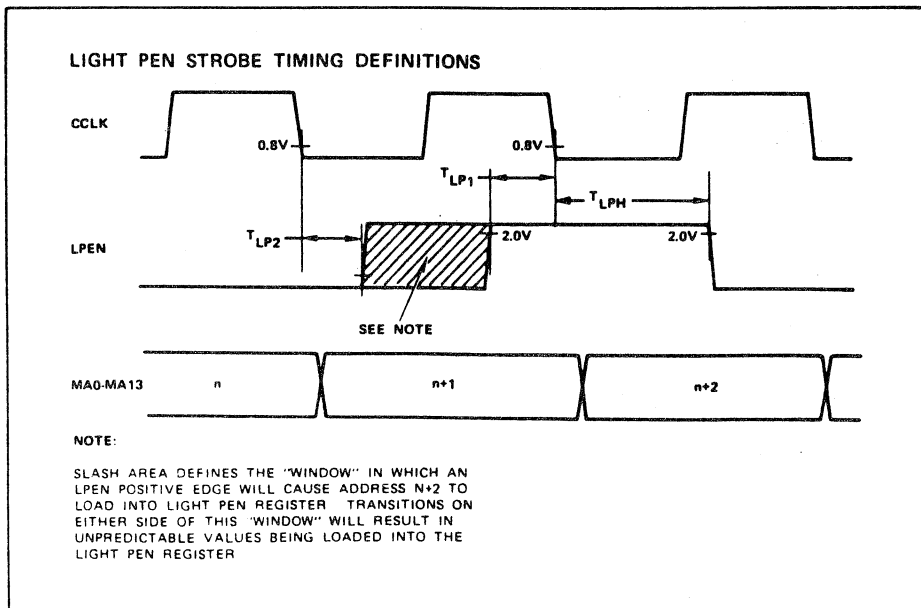 LIGHT PEN STROBE TIMING DEFINITIONS
CCLK
0.8V
0.8V
TLP1
TLPH
LPEN
TLP2
2.0V
2.0V
SEE NOTE
MA0-MA13
n
n+1
n+2
NOTE:
SLASH AREA DEFINES THE "WINDOW" IN WHICH AN
LPEN POSITIVE EDGE WILL CAUSE ADDRESS N+2 TO
LOAD INTO LIGHT PEN REGISTER TRANSITIONS ON
EITHER SIDE OF THIS "WINDOW" WILL RESULT IN
UNPREDICTABLE VALUES BEING LOADED INTO THE
LIGHT PEN REGISTER